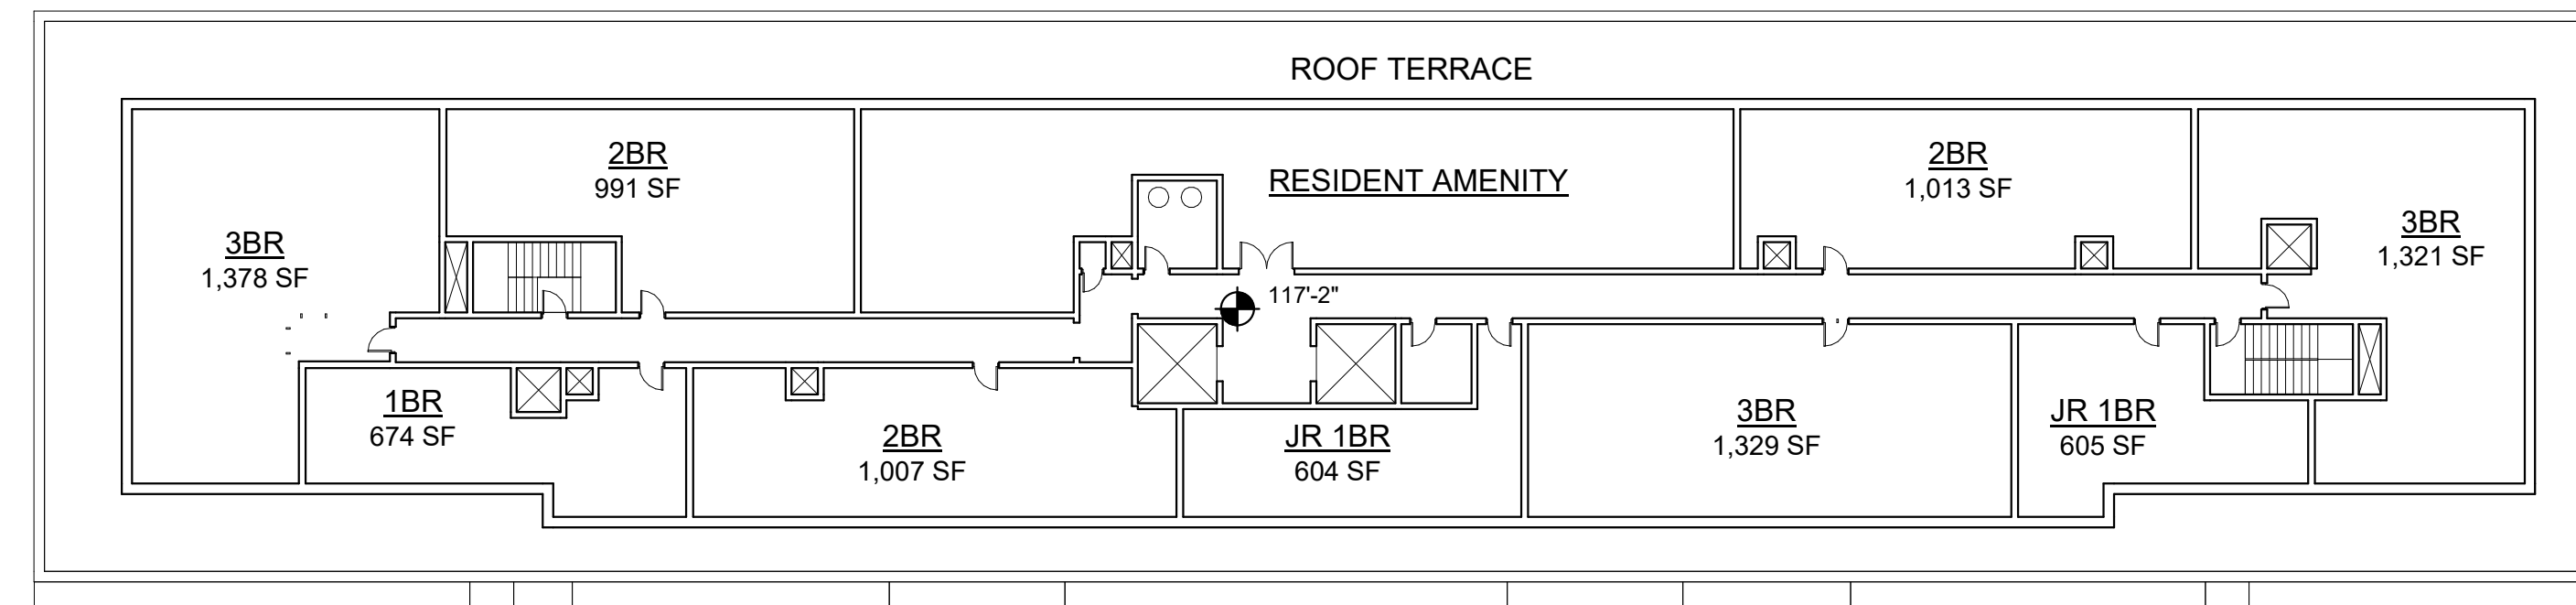 ROOF TERRACE
2BR
991 SF
RESIDENT AMENITY
2BR
1,013 SF
3BR
1,378 SF
3BR
1,321 SF
117'-2"
1BR
674 SF
2BR
1,007 SF
JR 1BR
604 SF
3BR
1,329 SF
JR 1BR
605 SF